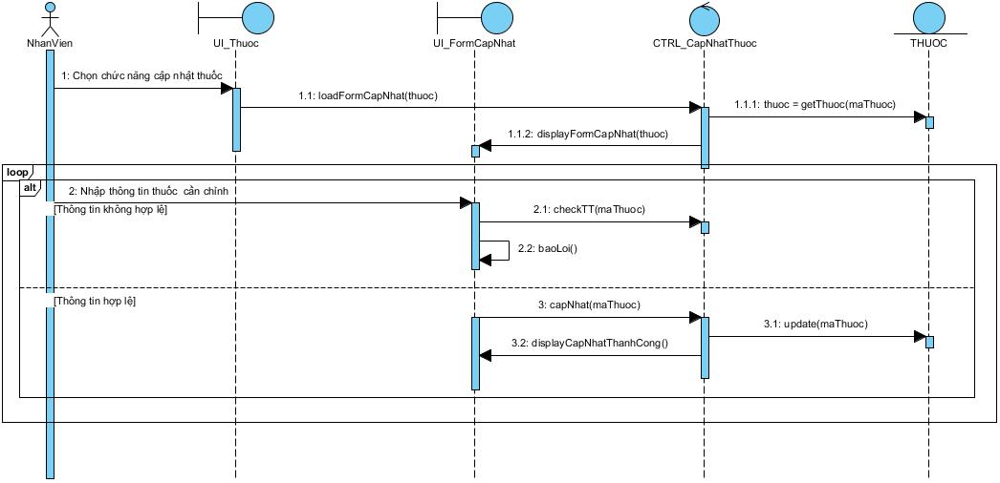 NhanVien
UI_Thuoc
UI_FormCapNhat
CTRL_CapNhatThuoc
THUOC
1: Chọn chức năng cập nhật thuốc
1.1: loadFormCapNhat(thuoc)
1.1.1: thuoc = getThuoc(maThuoc)
1.1.2: displayFormCapNhat(thuoc)
loop
alt
2: Nhập thông tin thuốc cần chỉnh
[Thông tin không hợp lệ]
2.1: checkTT(maThuoc)
2.2: baoLoi()
[Thông tin hợp lệ]
3: capNhat(maThuoc)
3.1: update(maThuoc)
3.2: displayCapNhatThanhCong()